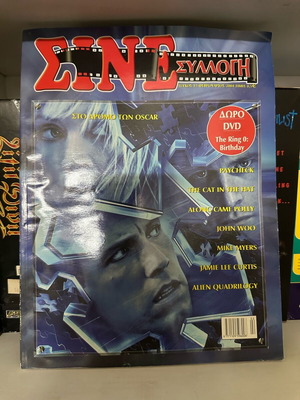 ΣΙΝΕ
ΣΥΛΛΟΓΗ
ΣΤΟ ΔΡΟΜΟ ΤΩΝ OSCAR
ΔΩΡΟ
DVD
The Ring 0:
Birthday
PAYCHECK
THE CAT IN THE HAT
ALONG CAME POLLY
JOHN WOO
MIKE MYERS
JAMIE LEE CURTIS
ALIEN QUADRILOGY